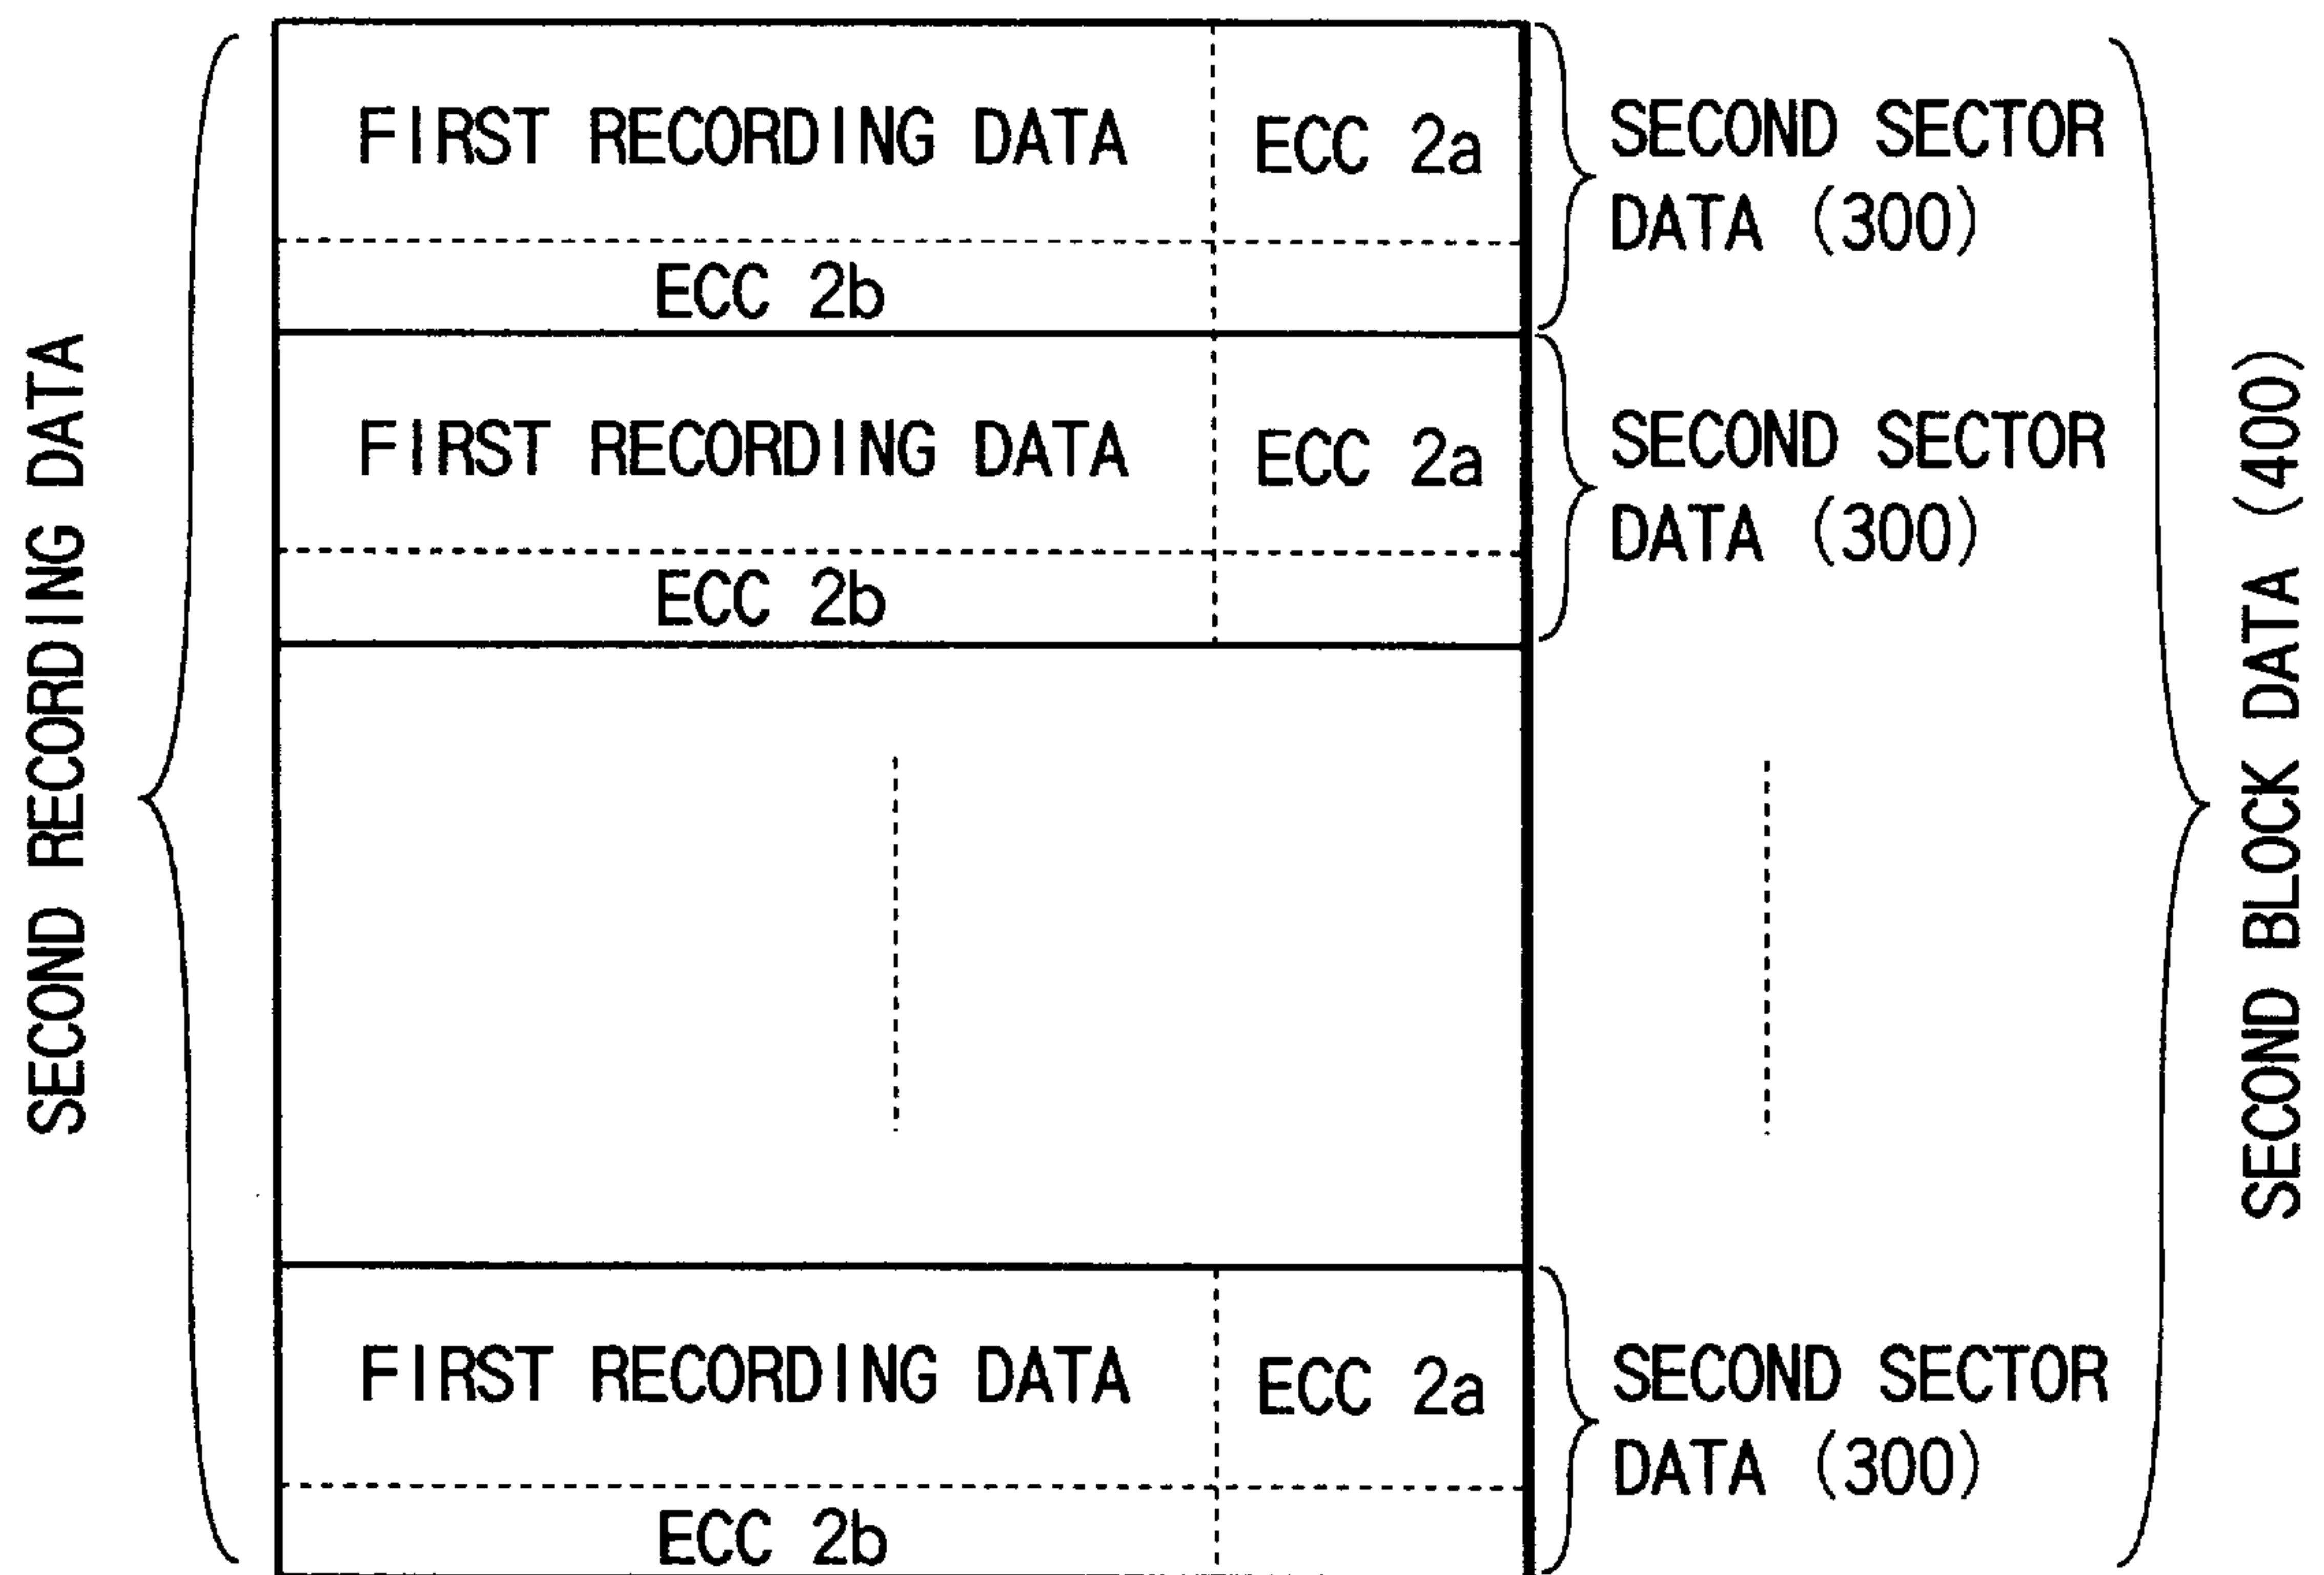 SECOND RECORDING DATA
FIRST RECORDING DATA
ECC 2a
ECC 2b
SECOND SECTOR
DATA (300)
FIRST RECORDING DATA
ECC 2a
ECC 2b
SECOND SECTOR
DATA (300)
FIRST RECORDING DATA
ECC 2a
ECC 2b
SECOND SECTOR
DATA (300)
SECOND BLOCK DATA (400)